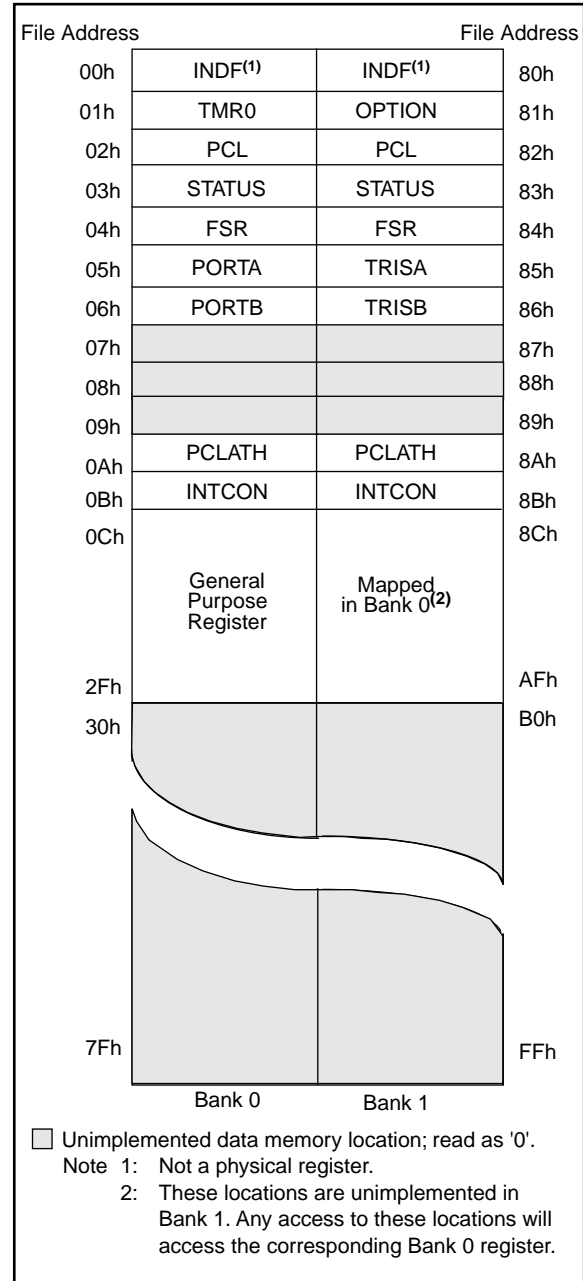 File Address File Address
00h INDF(1) INDF(1) 80h
01h TMR0 OPTION 81h
02h PCL PCL 82h
03h STATUS STATUS 83h
04h FSR FSR 84h
05h PORTA TRISA 85h
06h PORTB TRISB 86h
07h 87h
08h 88h
09h 89h
0Ah PCLATH PCLATH 8Ah
0Bh INTCON INTCON 8Bh
0Ch 8Ch
General
Purpose
Register
Mapped
in Bank 0(2)
2Fh AFh
30h B0h
7Fh FFh
Bank 0 Bank 1
Unimplemented data memory location; read as '0'.
Note 1: Not a physical register.
2: These locations are unimplemented in
Bank 1. Any access to these locations will
access the corresponding Bank 0 register.